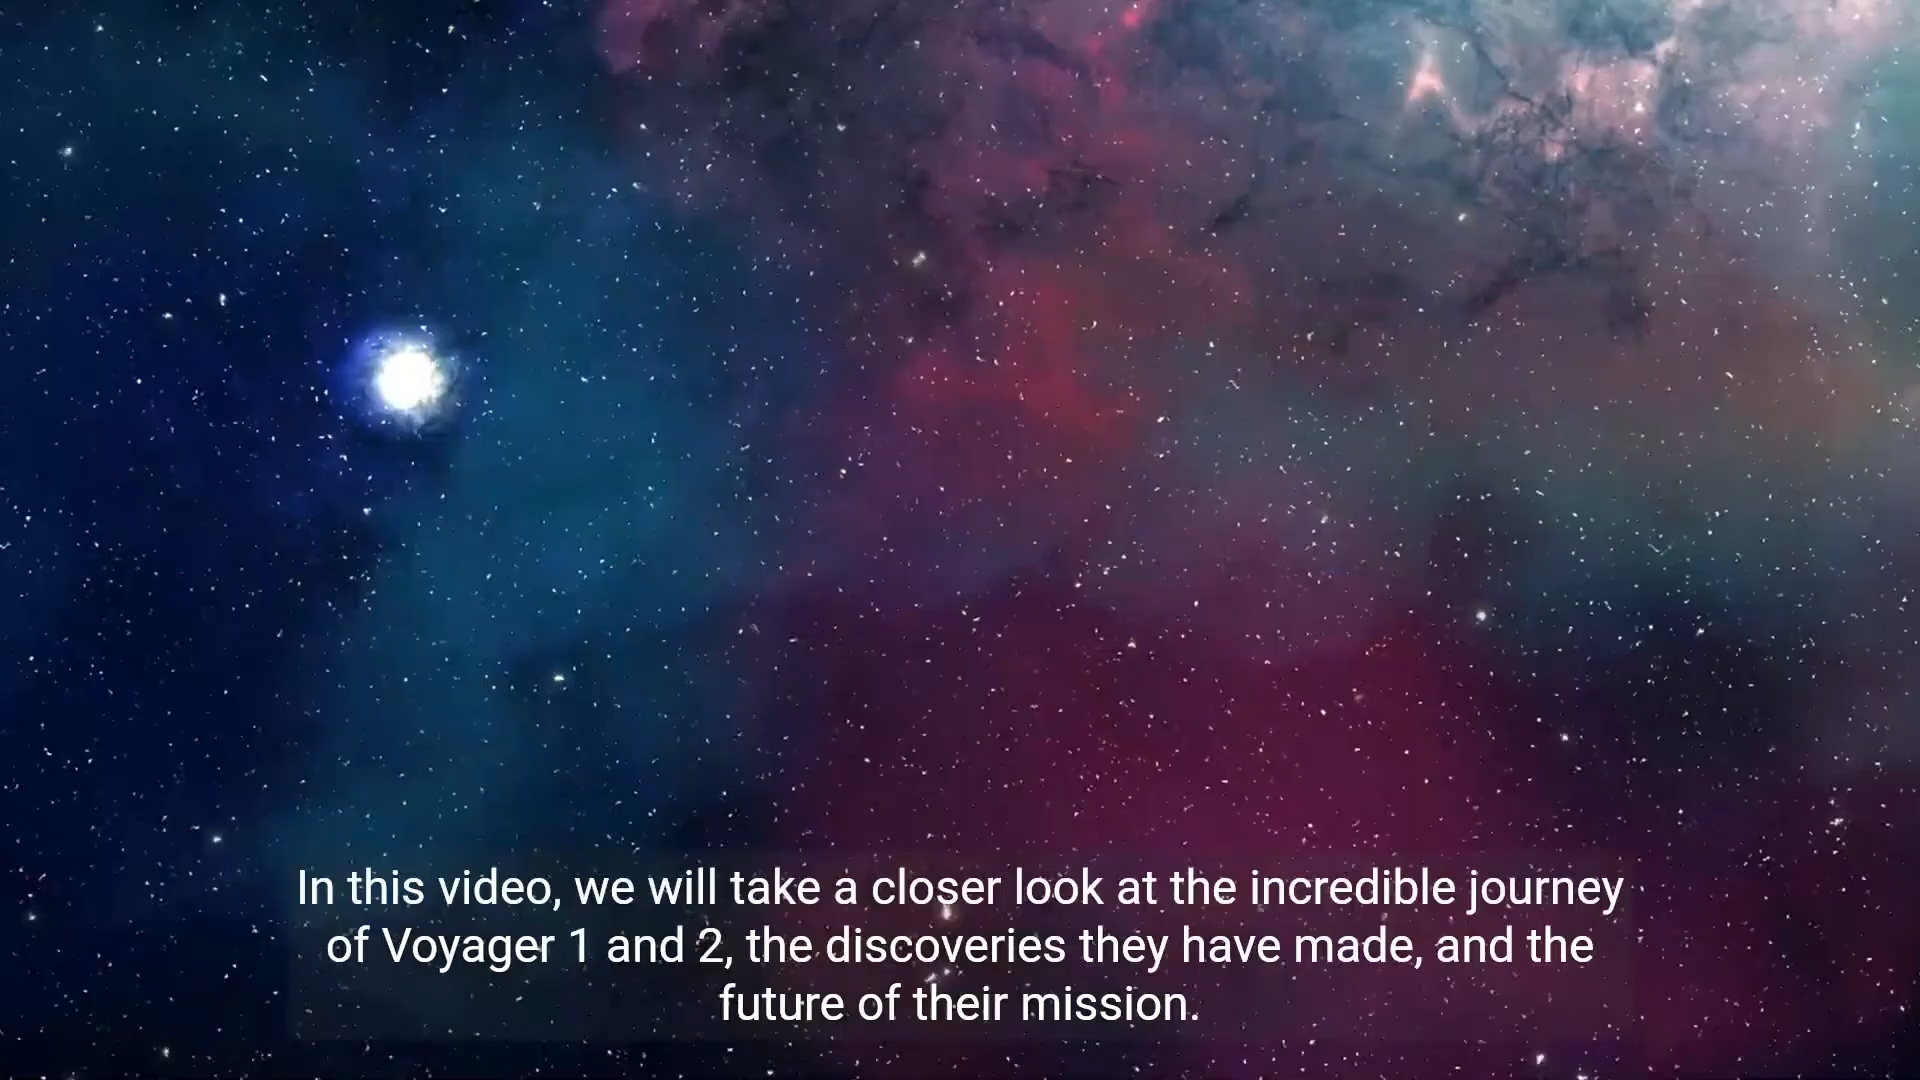 In this video, we will take a closer look at the incredible journey
of Voyager 1 and 2, the discoveries they have made, and the
future of their mission.